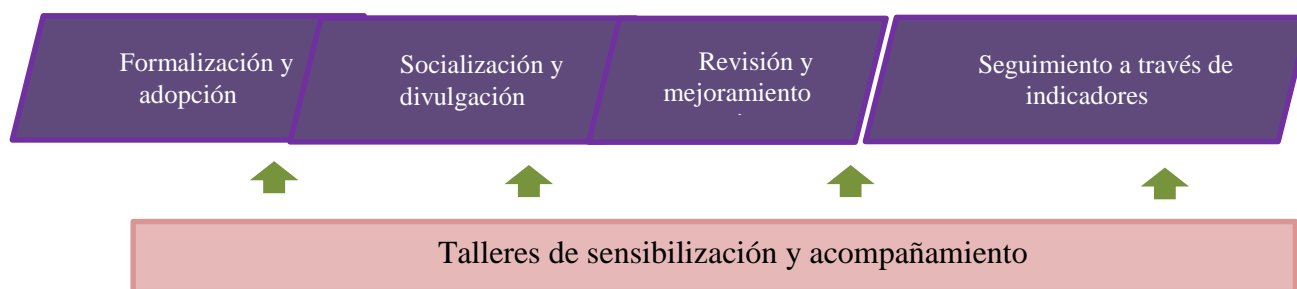 Formalización y
adopción
Socialización y
divulgación
Revisión y
mejoramiento
Seguimiento a través de
indicadores
Talleres de sensibilización y acompañamiento